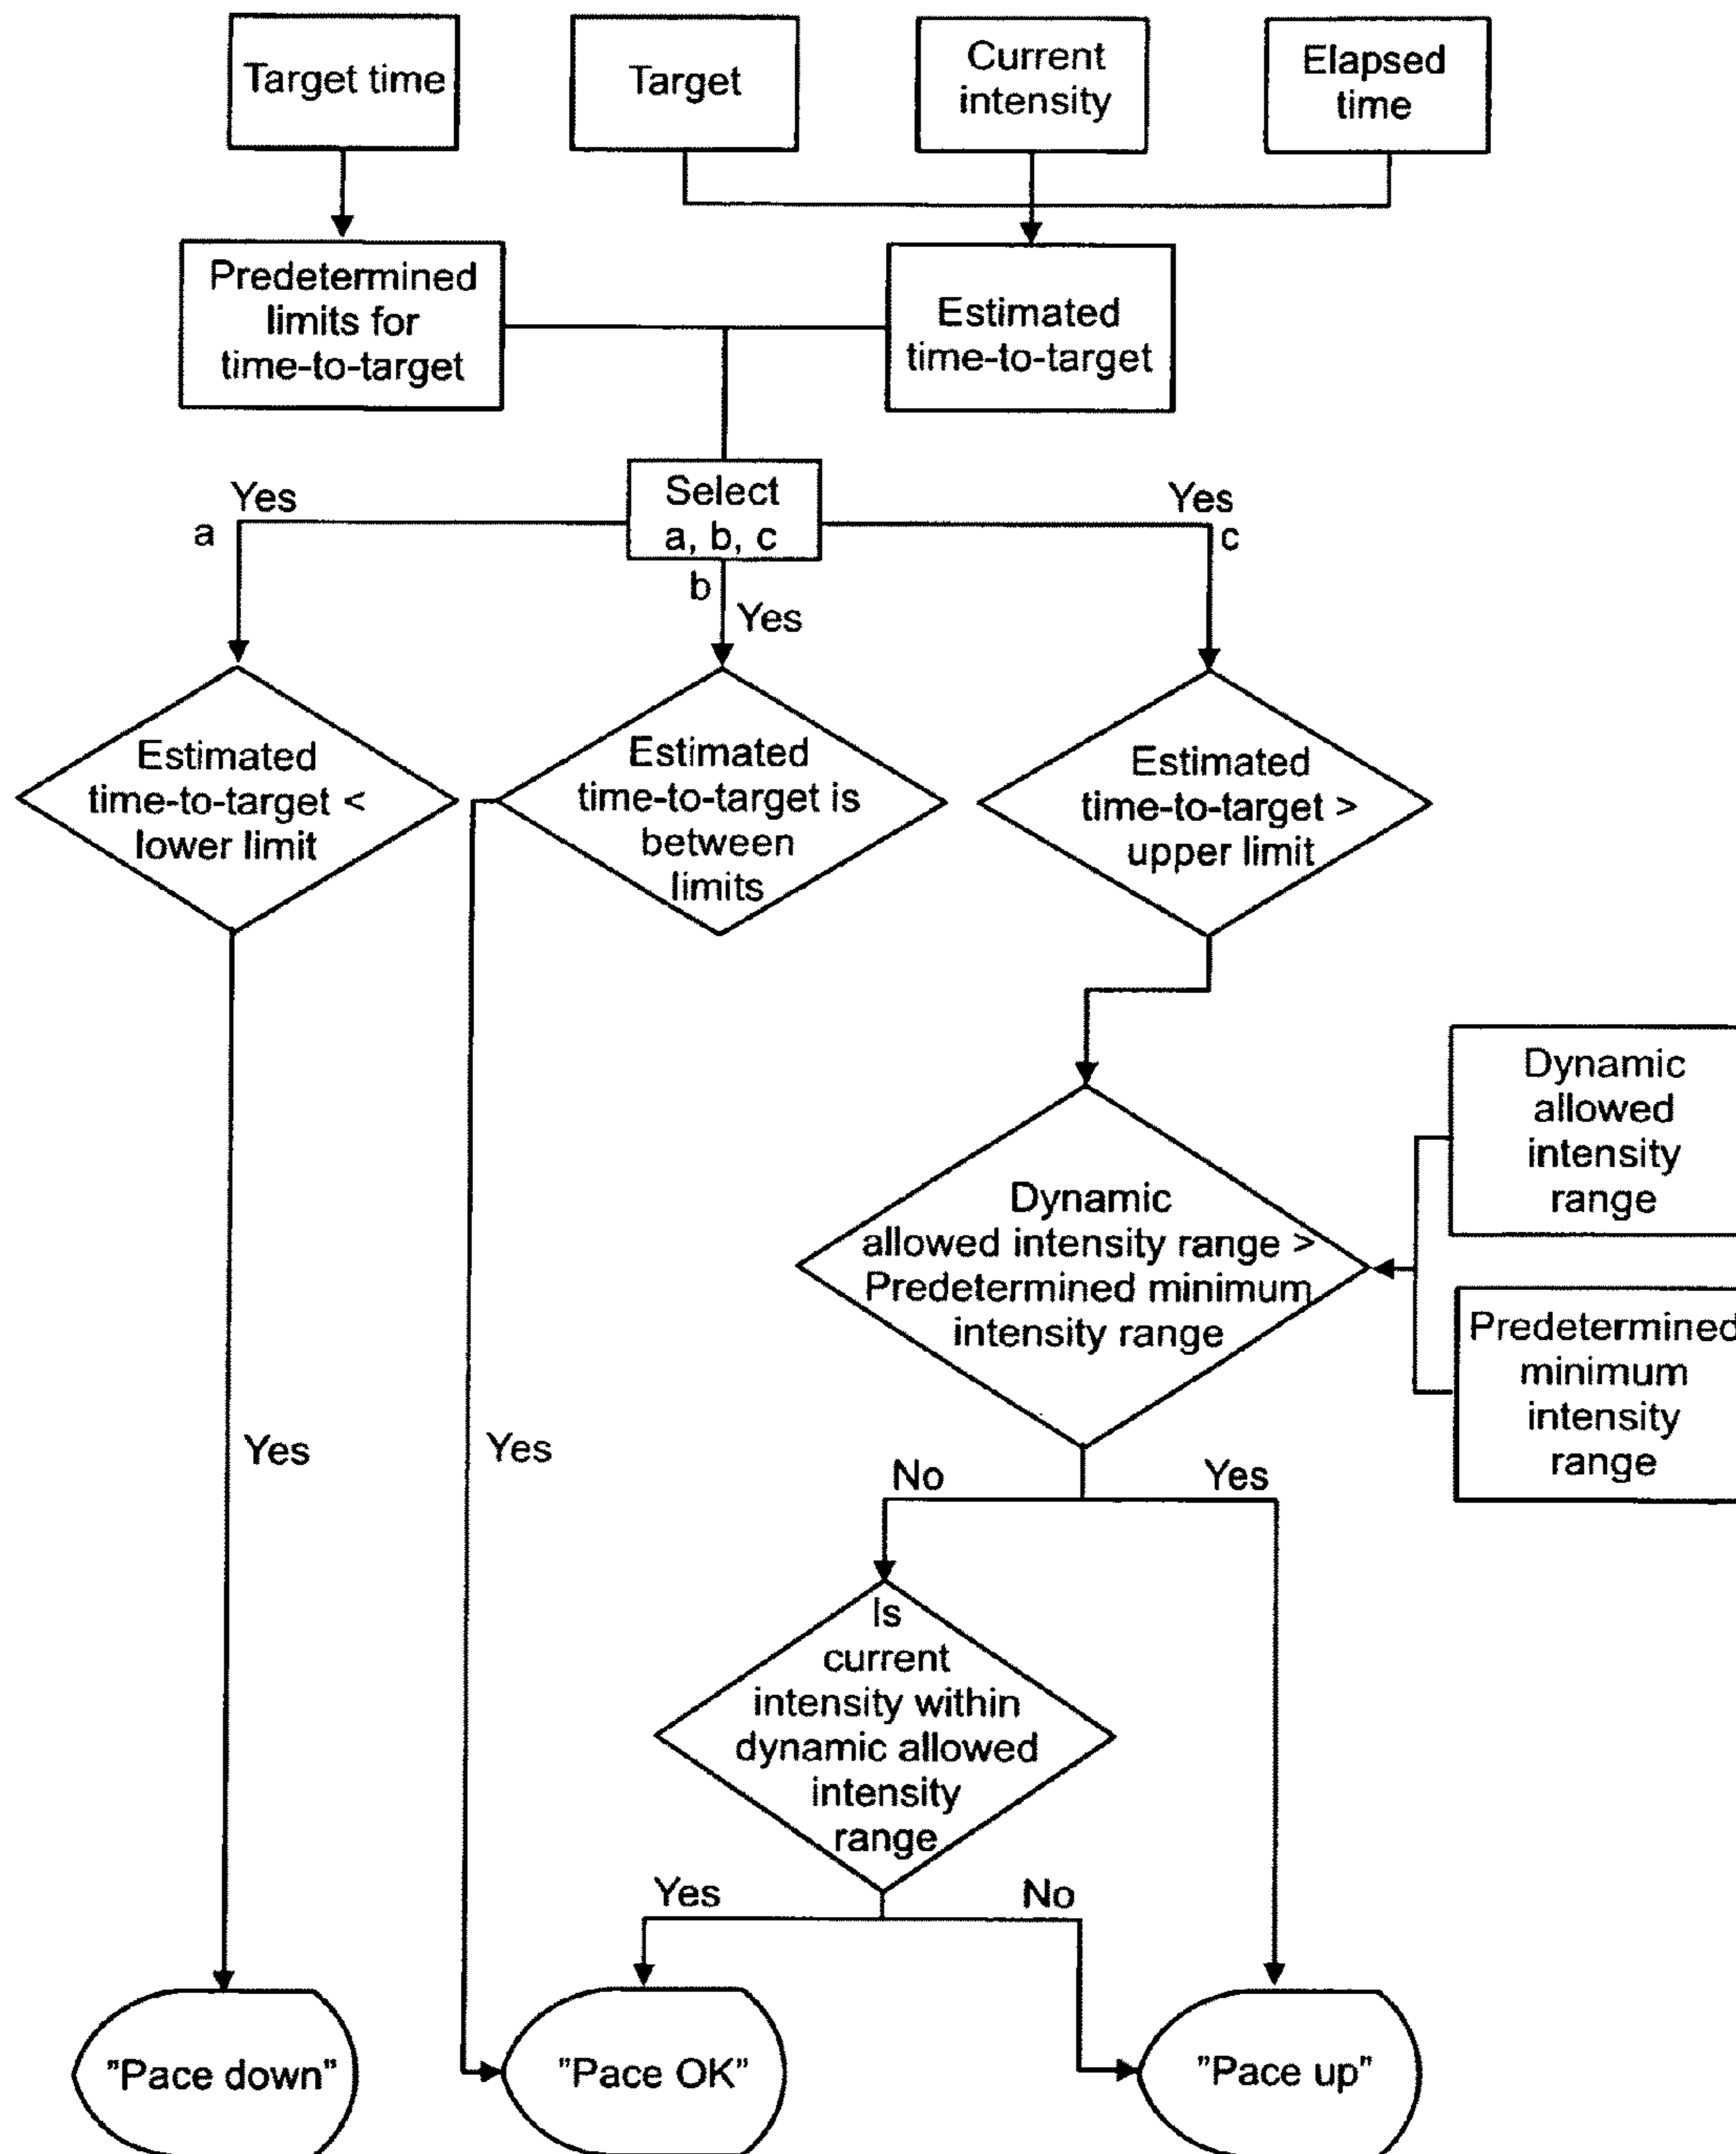 Target time
Target
Current
intensity
Elapsed
time
Predetermined
limits for
time-to-target
Estimated
time-to-target
Select
a, b, c
Yes
a
b
Yes
Yes
c
Estimated
time-to-target <
lower limit
Estimated
time-to-target is
between
limits
Estimated
time-to-target >
upper limit
Dynamic
allowed intensity range >
Predetermined minimum
intensity range
Dynamic
allowed
intensity
range
Predetermined
minimum
intensity
range
Yes
Yes
No
Yes
Is
current
intensity within
dynamic allowed
intensity
range
Yes
No
"Pace down"
"Pace OK"
"Pace up"